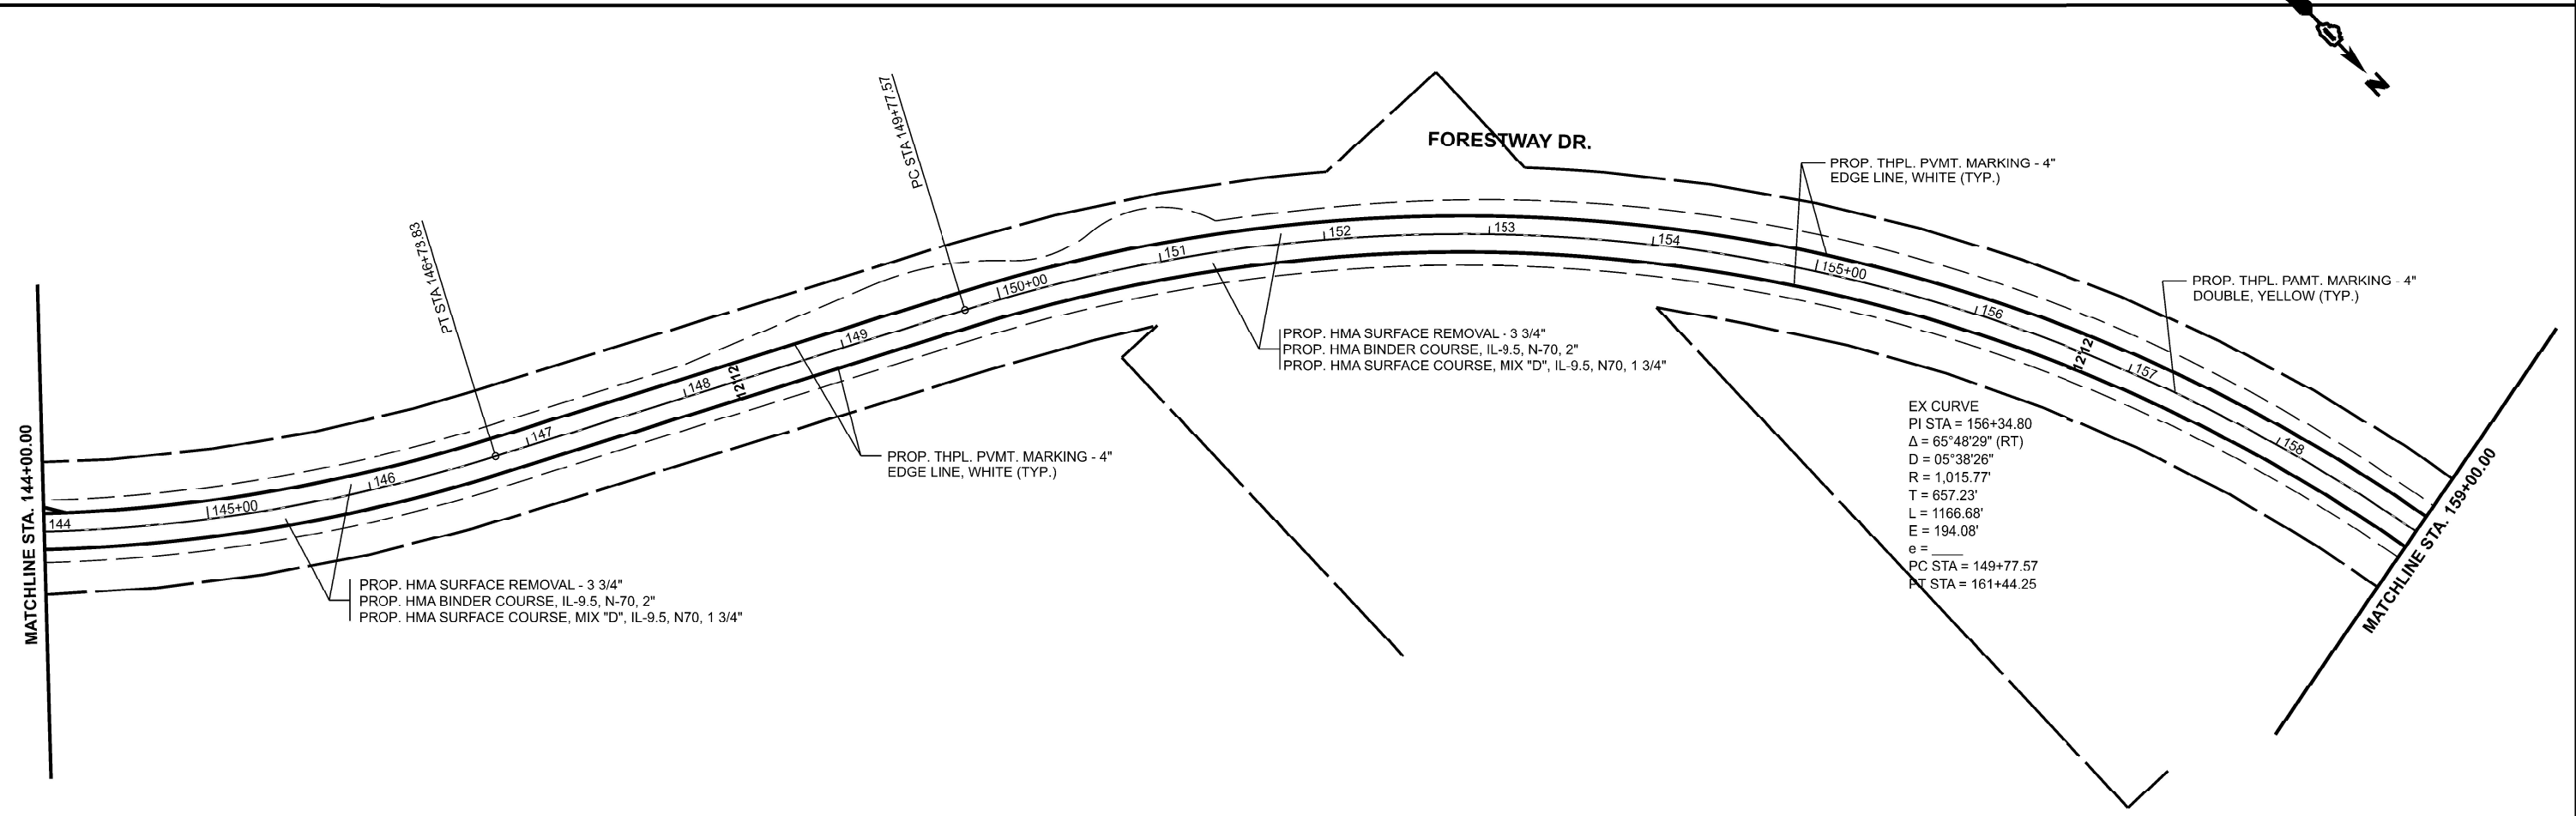 N
PC STA 149+77.57
FORESTWAY DR.
PROP. THPL. PVMT. MARKING - 4"
EDGE LINE, WHITE (TYP.)
PT STA 146+73.83
152
153
154
151
155+00
150+00
PROP. THPL. PAMT. MARKING - 4"
DOUBLE, YELLOW (TYP.)
156
149
PROP. HMA SURFACE REMOVAL - 3 3/4"
PROP. HMA BINDER COURSE, IL-9.5, N-70, 2"
PROP. HMA SURFACE COURSE, MIX "D", IL-9.5, N70, 1 3/4"
12' 12'
157
148
12' 12'
EX CURVE
PI STA = 156+34.80
Δ = 65°48'29" (RT)
D = 05°38'26"
R = 1,015.77'
T = 657.23'
L = 1166.68'
E = 194.08'
e = ____
PC STA = 149+77.57
PT STA = 161+44.25
147
158
PROP. THPL. PVMT. MARKING - 4"
EDGE LINE, WHITE (TYP.)
146
145+00
144
MATCHLINE STA. 144+00.00
MATCHLINE STA. 159+00.00
PROP. HMA SURFACE REMOVAL - 3 3/4"
PROP. HMA BINDER COURSE, IL-9.5, N-70, 2"
PROP. HMA SURFACE COURSE, MIX "D", IL-9.5, N70, 1 3/4"